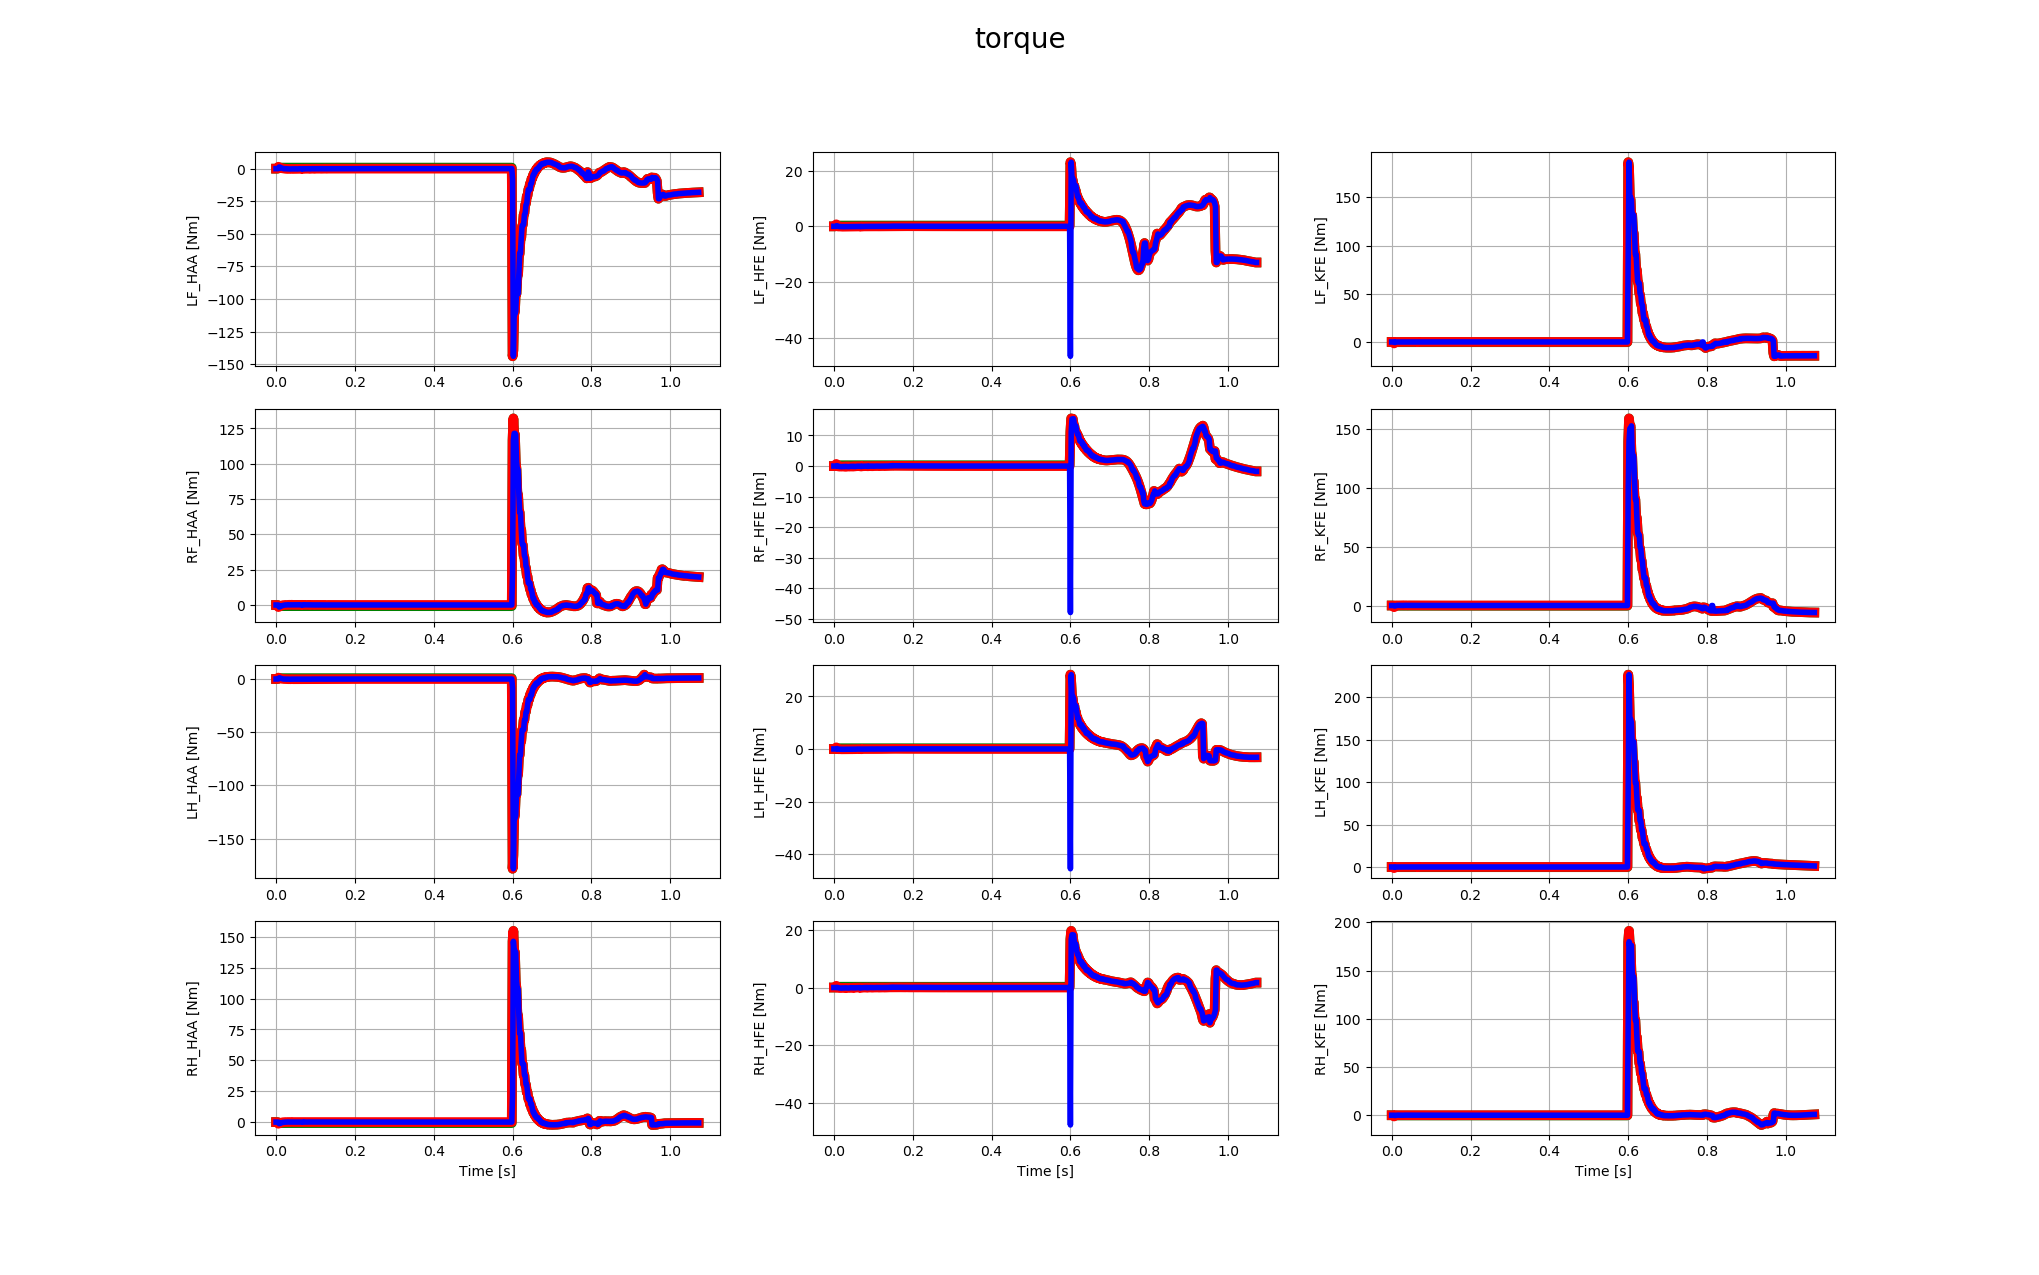 torque
LF_HAA [Nm]
0
−25
−50
−75
−100
−125
−150
0.0 0.2 0.4 0.6 0.8 1.0
LF_HFE [Nm]
20
0
−20
−40
0.0 0.2 0.4 0.6 0.8 1.0
LF_KFE [Nm]
150
100
50
0
0.0 0.2 0.4 0.6 0.8 1.0
RF_HAA [Nm]
125
100
75
50
25
0
0.0 0.2 0.4 0.6 0.8 1.0
RF_HFE [Nm]
10
0
−10
−20
−30
−40
−50
0.0 0.2 0.4 0.6 0.8 1.0
RF_KFE [Nm]
150
100
50
0
0.0 0.2 0.4 0.6 0.8 1.0
LH_HAA [Nm]
0
−50
−100
−150
0.0 0.2 0.4 0.6 0.8 1.0
LH_HFE [Nm]
20
0
−20
−40
0.0 0.2 0.4 0.6 0.8 1.0
LH_KFE [Nm]
200
150
100
50
0
0.0 0.2 0.4 0.6 0.8 1.0
RH_HAA [Nm]
150
125
100
75
50
25
0
0.0 0.2 0.4 0.6 0.8 1.0
Time [s]
RH_HFE [Nm]
20
0
−20
−40
0.0 0.2 0.4 0.6 0.8 1.0
Time [s]
RH_KFE [Nm]
200
150
100
50
0
0.0 0.2 0.4 0.6 0.8 1.0
Time [s]